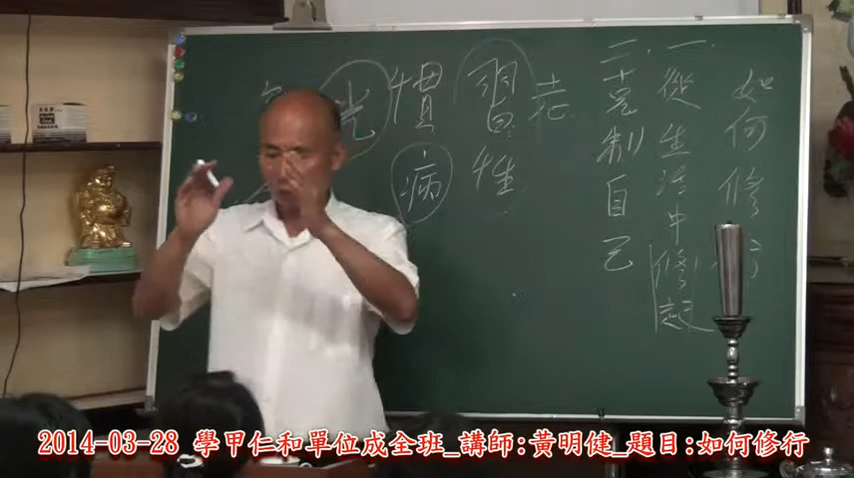 如何修行
一.從生活中修起
二.克制自己
志
習性
慣病
光
2014-03-28 學甲仁和單位成全班_講師:黃明健_題目:如何修行